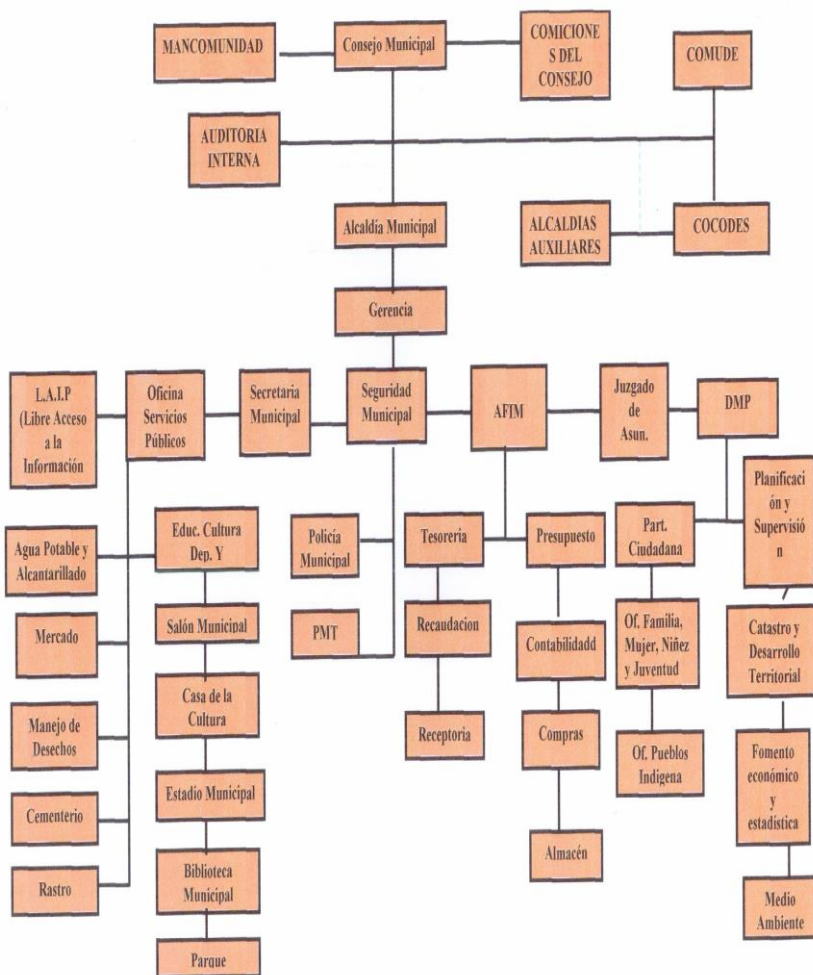 MANCOMUNIDAD
Consejo Municipal
COMICIONE
S DEL
CONSEJO
COMUDE
AUDITORIA
INTERNA
Alcaldía Municipal
ALCALDIAS
AUXILIARES
COCODES
Gerencia
L.A.I.P
(Libre Acceso
a la
Información
Oficina
Servicios
Públicos
Secretaria
Municipal
Seguridad
Municipal
AFIM
Juzgado
de
Asun.
DMP
Planificaci
ón y
Supervisió
n
Agua Potable y
Alcantarillado
Educ. Cultura
Dep. Y
Policía
Municipal
Tesorería
Presupuesto
Part.
Ciudadana
Mercado
Salón Municipal
PMT
Recaudacion
Contabilidadd
Of. Familia,
Mujer, Niñez
y Juventud
Catastro y
Desarrollo
Territorial
Manejo de
Desechos
Casa de la
Cultura
Receptoria
Compras
Of. Pueblos
Indigena
Fomento
económico
y
estadística
Cementerio
Estadio Municipal
Almacén
Rastro
Biblioteca
Municipal
Medio
Ambiente
Parque